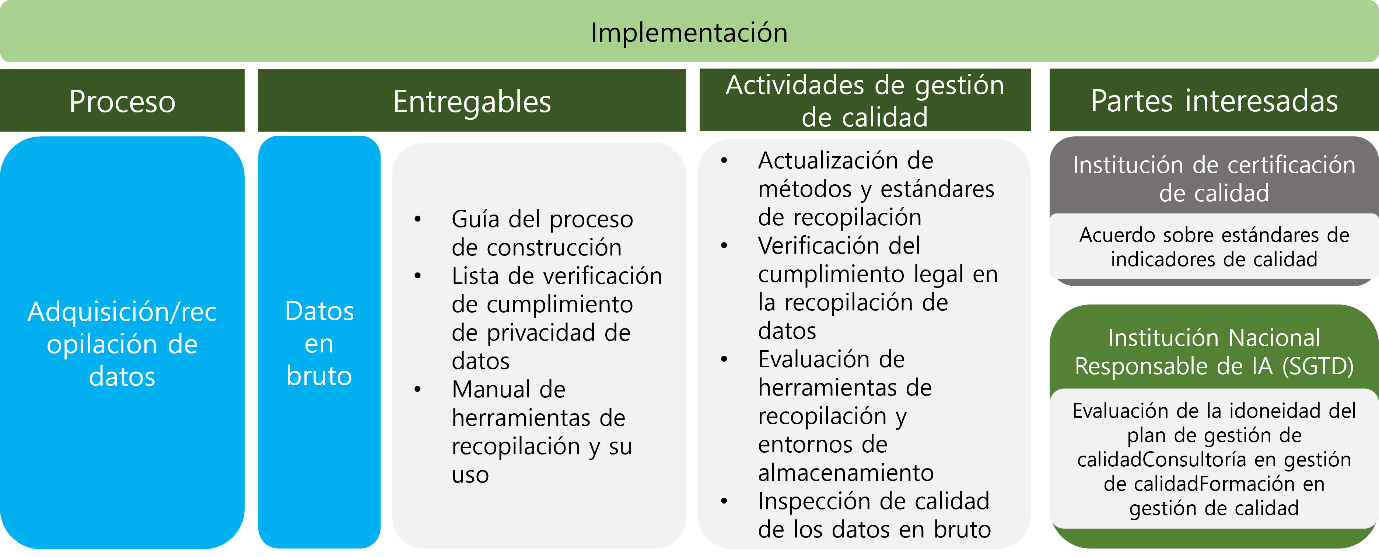 Implementación
Proceso
Entregables
Actividades de gestión
de calidad
Partes interesadas
Adquisición/rec
opilación de
datos
Datos
en
bruto
• Guía del proceso
de construcción
• Lista de verificación
de cumplimiento
de privacidad de
datos
• Manual de
herramientas de
recopilación y su
uso
• Actualización de
métodos y estándares
de recopilación
• Verificación del
cumplimiento legal en
la recopilación de
datos
• Evaluación de
herramientas de
recopilación y
entornos de
almacenamiento
• Inspección de calidad
de los datos en bruto
Institución de certificación
de calidad
Acuerdo sobre estándares de
indicadores de calidad
Institución Nacional
Responsable de IA (SGTD)
Evaluación de la idoneidad del
plan de gestión de
calidadConsultoría en gestión
de calidadFormación en
gestión de calidad